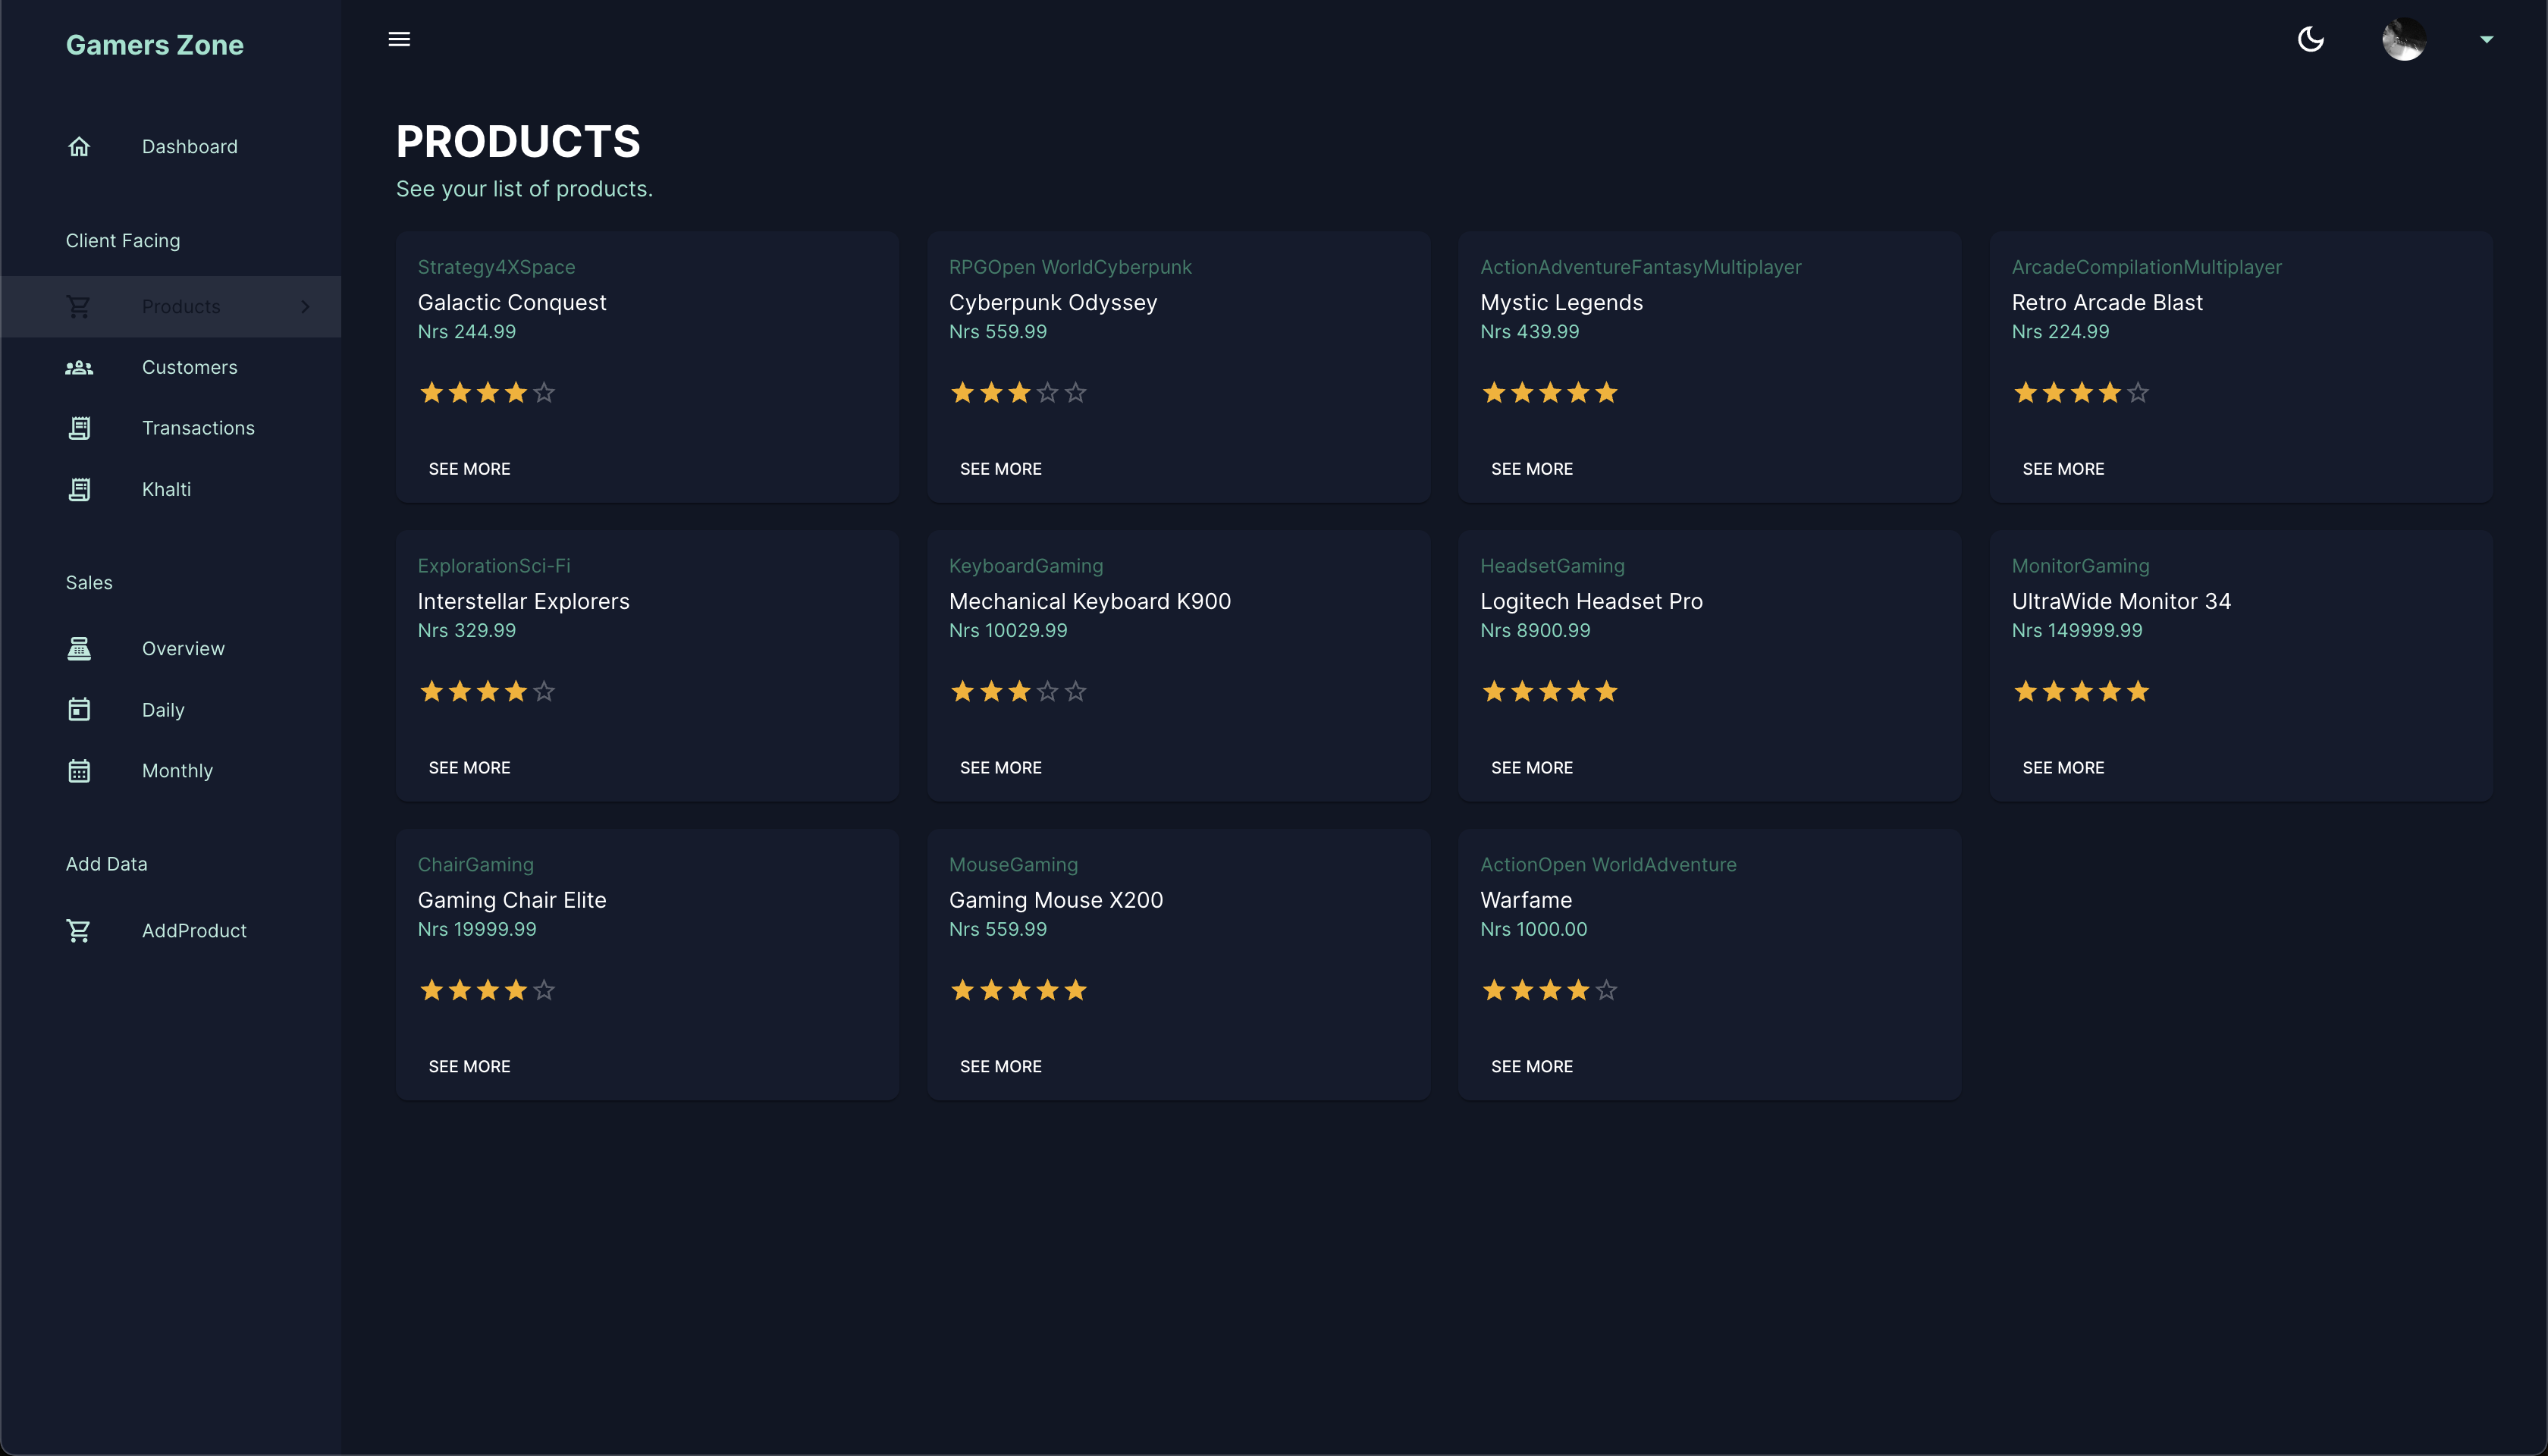 Gamers Zone
Dashboard
Client Facing
Products
Customers
Transactions
Khalti
Sales
Overview
Daily
Monthly
Add Data
AddProduct
PRODUCTS
See your list of products.
Strategy4XSpace
Galactic Conquest
Nrs 244.99
SEE MORE
RPGOpen WorldCyberpunk
Cyberpunk Odyssey
Nrs 559.99
SEE MORE
ActionAdventureFantasyMultiplayer
Mystic Legends
Nrs 439.99
SEE MORE
ArcadeCompilationMultiplayer
Retro Arcade Blast
Nrs 224.99
SEE MORE
ExplorationSci-Fi
Interstellar Explorers
Nrs 329.99
SEE MORE
KeyboardGaming
Mechanical Keyboard K900
Nrs 10029.99
SEE MORE
HeadsetGaming
Logitech Headset Pro
Nrs 8900.99
SEE MORE
MonitorGaming
UltraWide Monitor 34
Nrs 149999.99
SEE MORE
ChairGaming
Gaming Chair Elite
Nrs 19999.99
SEE MORE
MouseGaming
Gaming Mouse X200
Nrs 559.99
SEE MORE
ActionOpen WorldAdventure
Warfame
Nrs 1000.00
SEE MORE